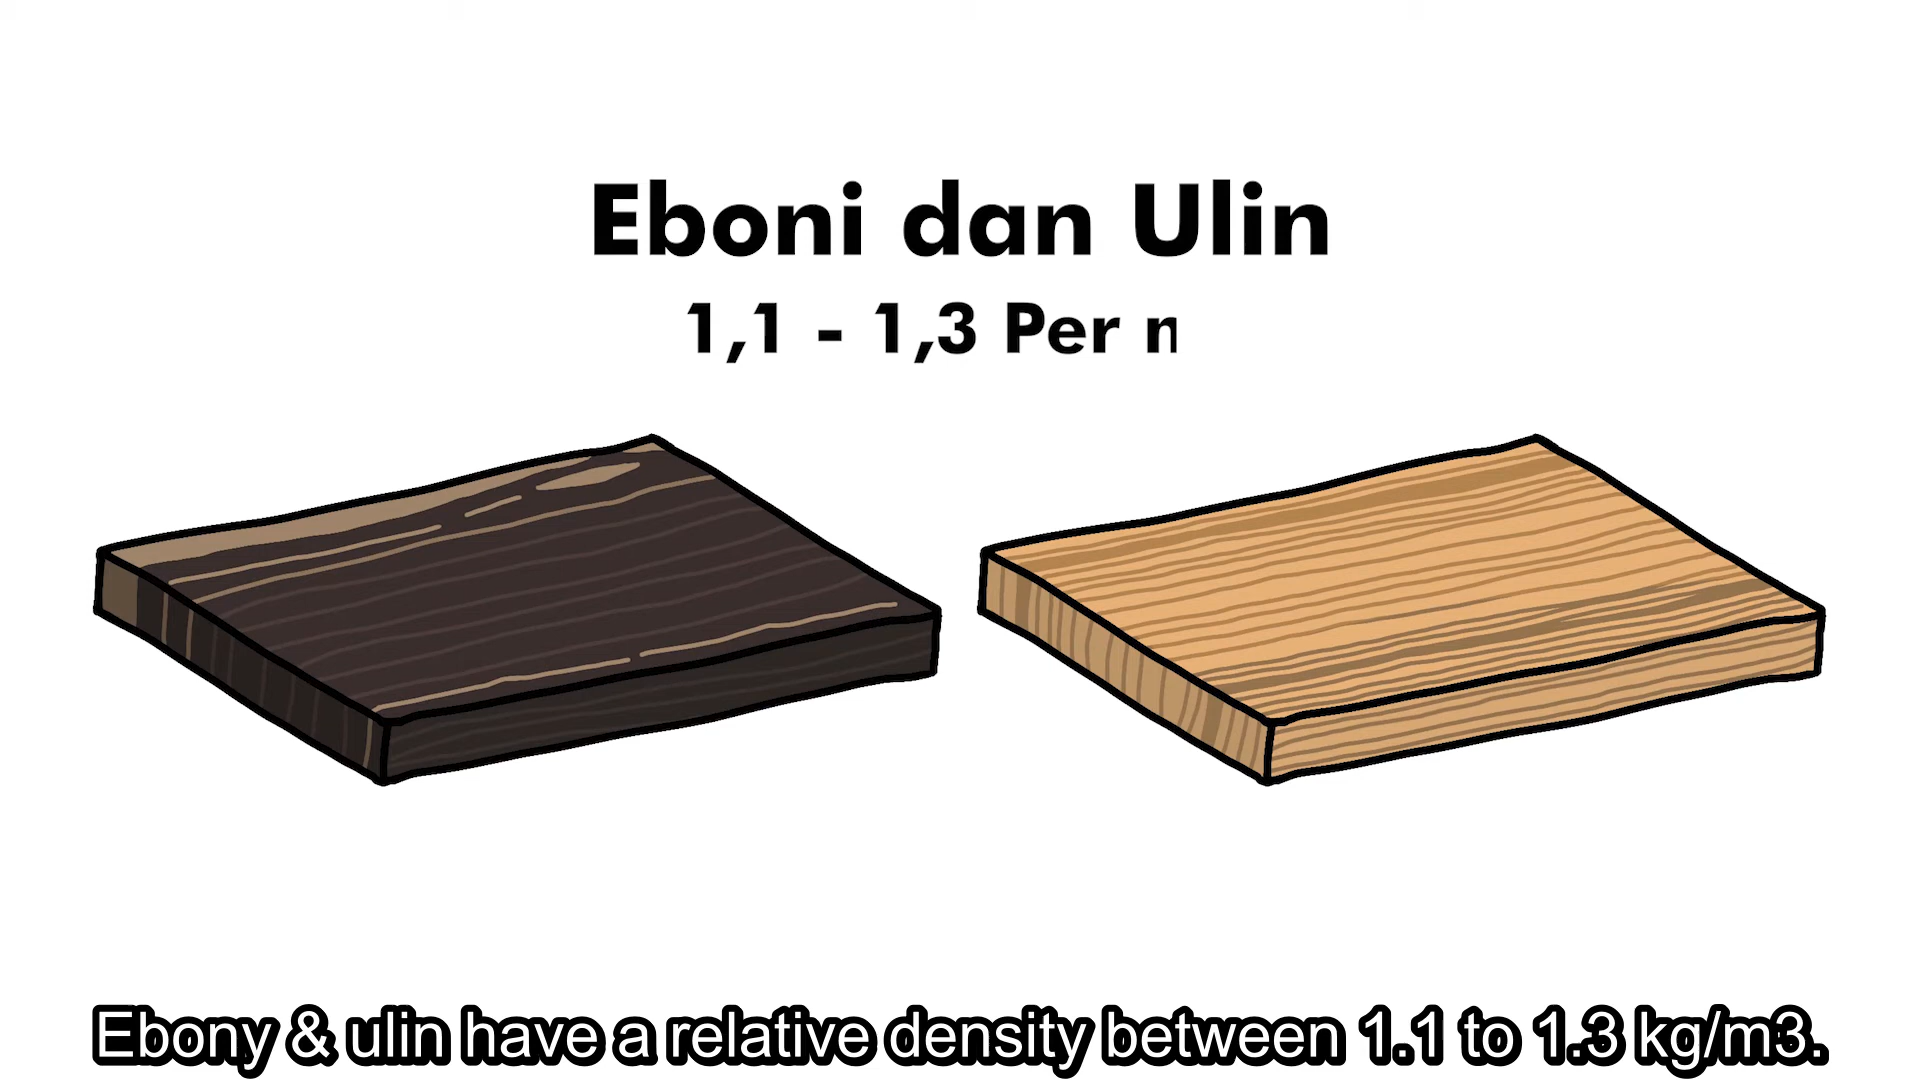 Eboni dan Ulin
1,1 - 1,3 Per
Ebony & ulin have a relative density between 1.1 to 1.3 kg/m3.